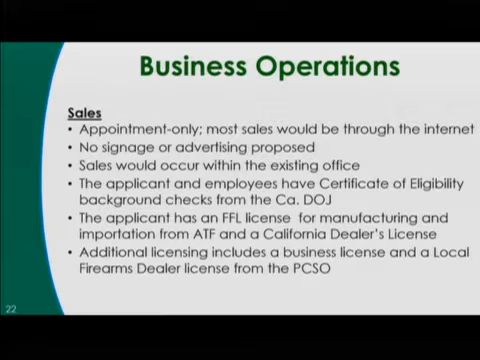 Business Operations
Sales
• Appointment-only; most sales would be through the internet
• No signage or advertising proposed
• Sales would occur within the existing office
• The applicant and employees have Certificate of Eligibility
background checks from the Ca. DOJ
• The applicant has an FFL license for manufacturing and
importation from ATF and a California Dealer's License
• Additional licensing includes a business license and a Local
Firearms Dealer license from the PCSO
22